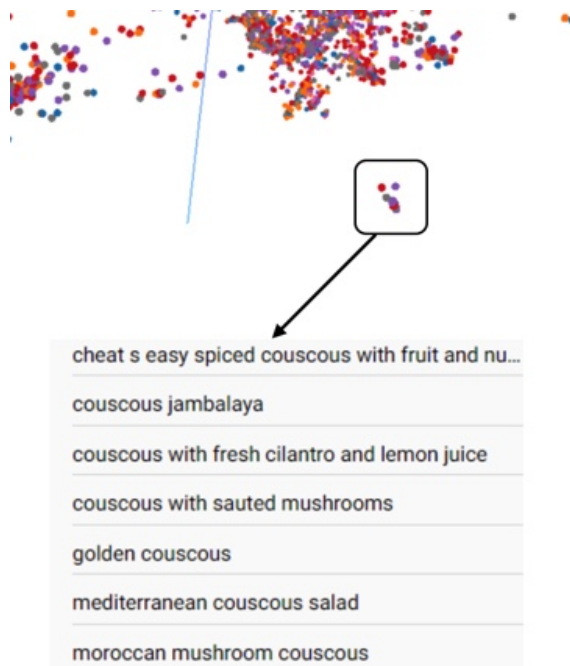 cheat s easy spiced couscous with fruit and nu...
couscous jambalaya
couscous with fresh cilantro and lemon juice
couscous with sauted mushrooms
golden couscous
mediterranean couscous salad
moroccan mushroom couscous